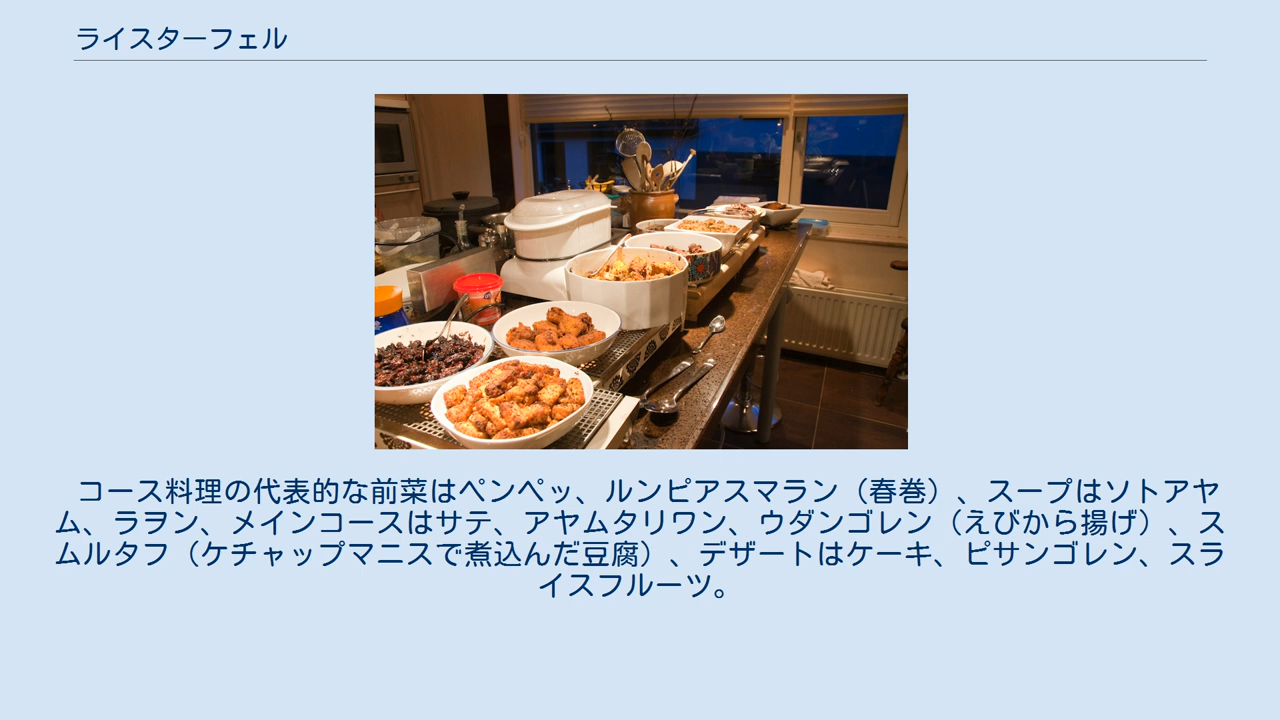 ライスターフェル
コース料理の代表的な前菜はペンペッ、ルンピアスマラン（春巻）、スープはソトアヤ
ム、ラヲン、メインコースはサテ、アヤムタリワン、ウダンゴレン（えびから揚げ）、ス
ムルタフ（ケチャップマニスで煮込んだ豆腐）、デザートはケーキ、ピサンゴレン、スラ
イスフルーツ。